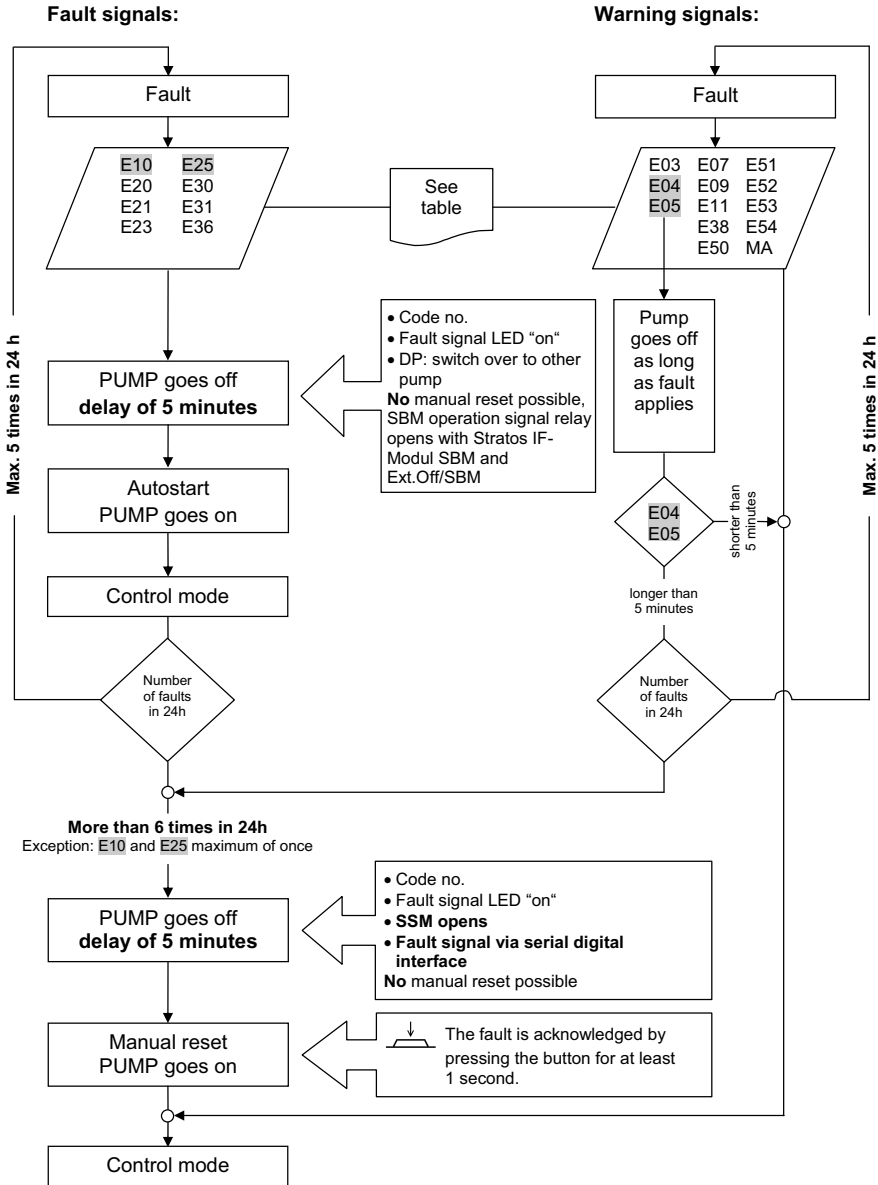 Fault signals:
Warning signals:
Fault
Fault
E10 E25
E20 E30
E21 E31
E23 E36
See
table
E03 E07 E51
E04 E09 E52
E05 E11 E53
E38 E54
E50 MA
Max. 5 times in 24 h
PUMP goes off
delay of 5 minutes
• Code no.
• Fault signal LED “on“
• DP: switch over to other
pump
No manual reset possible,
SBM operation signal relay
opens with Stratos IF-
Modul SBM and
Ext.Off/SBM
Pump
goes off
as long
as fault
applies
Max. 5 times in 24 h
Autostart
PUMP goes on
E04
E05
shorter than
5 minutes
Control mode
longer than
5 minutes
Number
of faults
in 24h
Number
of faults
in 24h
More than 6 times in 24h
Exception: E10 and E25 maximum of once
PUMP goes off
delay of 5 minutes
• Code no.
• Fault signal LED “on“
• SSM opens
• Fault signal via serial digital
interface
No manual reset possible
Manual reset
PUMP goes on
The fault is acknowledged by
pressing the button for at least
1 second.
Control mode